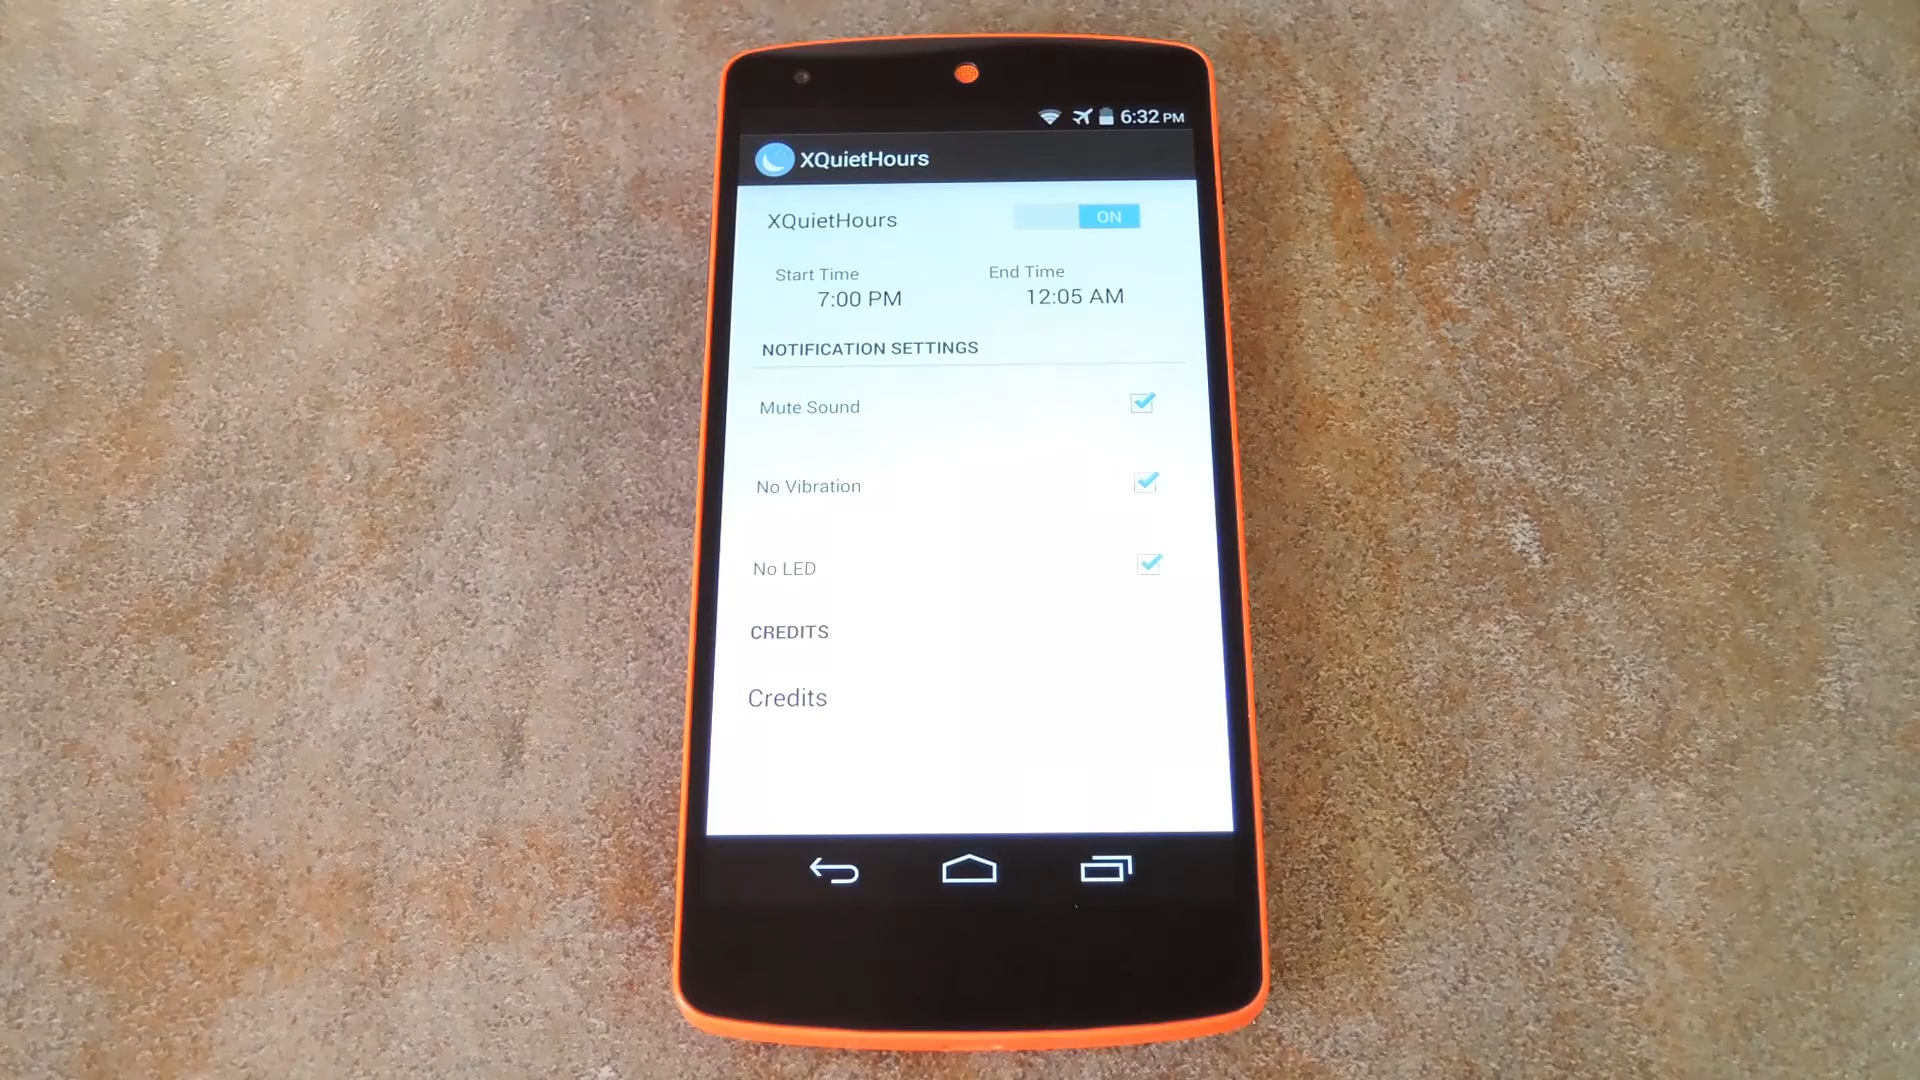 6:32 PM
XQuietHours
XQuietHours ON
Start Time End Time
7:00 PM 12:05 AM
NOTIFICATION SETTINGS
Mute Sound
No Vibration
No LED
CREDITS
Credits